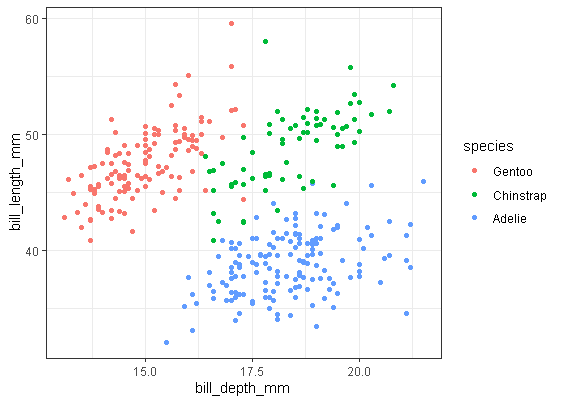 60
50
40
bill_length_mm
15.0
17.5
20.0
bill_depth_mm
species
Gentoo
Chinstrap
Adelie